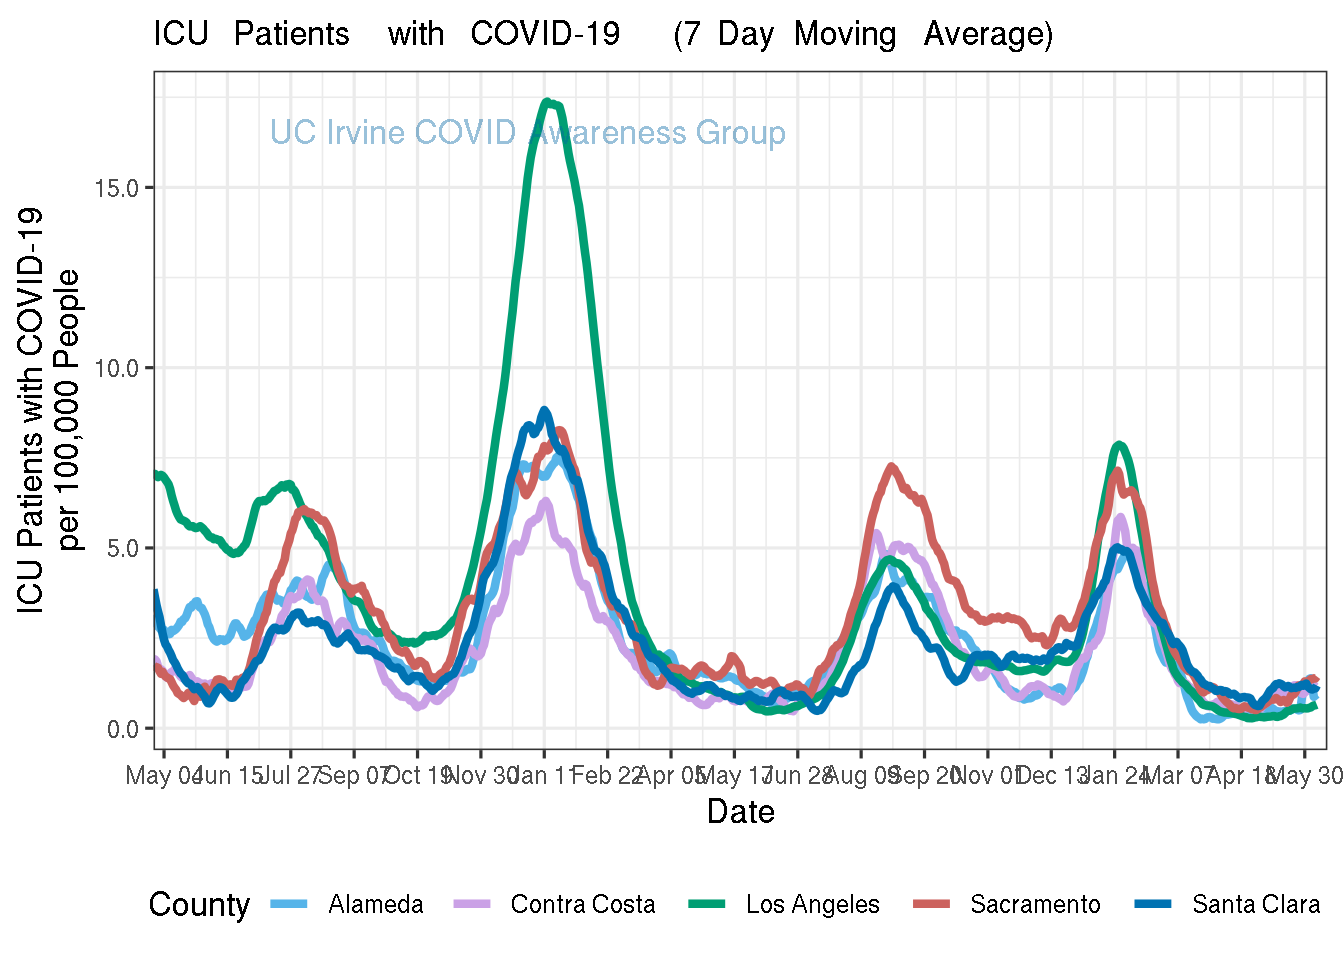 ICU Patients with COVID-19 (7 Day Moving Average)
UC Irvine COVID Awareness Group
ICU Patients with COVID-19
per 100,000 People
15.0
10.0
5.0
0.0
May 04 Jun 15 Jul 27 Sep 07 Oct 19 Nov 30 Jan 11 Feb 22 Apr 05 May 17 Jun 28 Aug 09 Sep 20 Nov 01 Dec 13 Jan 24 Mar 07 Apr 18 May 30
Date
County Alameda Contra Costa Los Angeles Sacramento Santa Clara